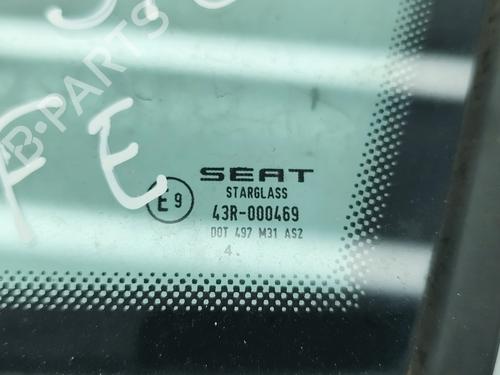 SEAT
STARGLASS
E9
43R-000469
DOT 497 M31 AS2
4.
B-PARTS
F E